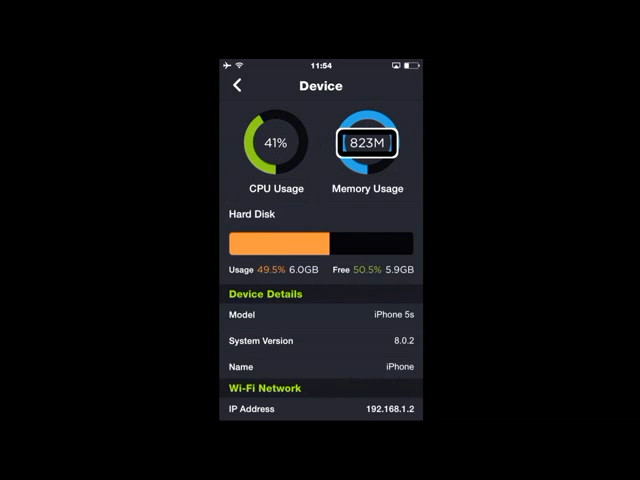 11:54
Device
41%
823M
CPU Usage
Memory Usage
Hard Disk
Usage 49.5% 6.0GB Free 50.5% 5.9GB
Device Details
Model iPhone 5s
System Version 8.0.2
Name iPhone
Wi-Fi Network
IP Address 192.168.1.2